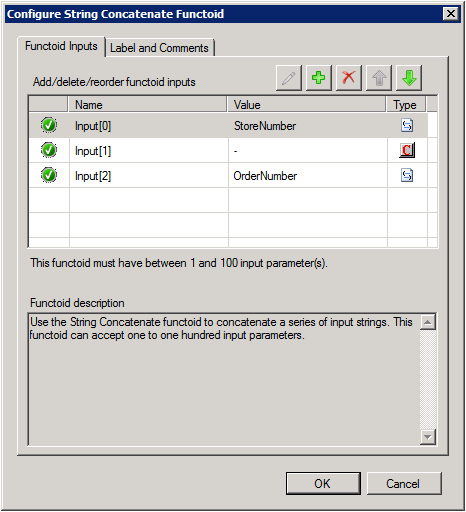 Configure String Concatenate Functoid
Functoid Inputs Label and Comments
Add/delete/reorder functoid inputs
Name Value Type
Input[0] StoreNumber
Input[1] - C
Input[2] OrderNumber
This functoid must have between 1 and 100 input parameter(s).
Functoid description
Use the String Concatenate functoid to concatenate a series of input strings. This
functoid can accept one to one hundred input parameters.
OK Cancel